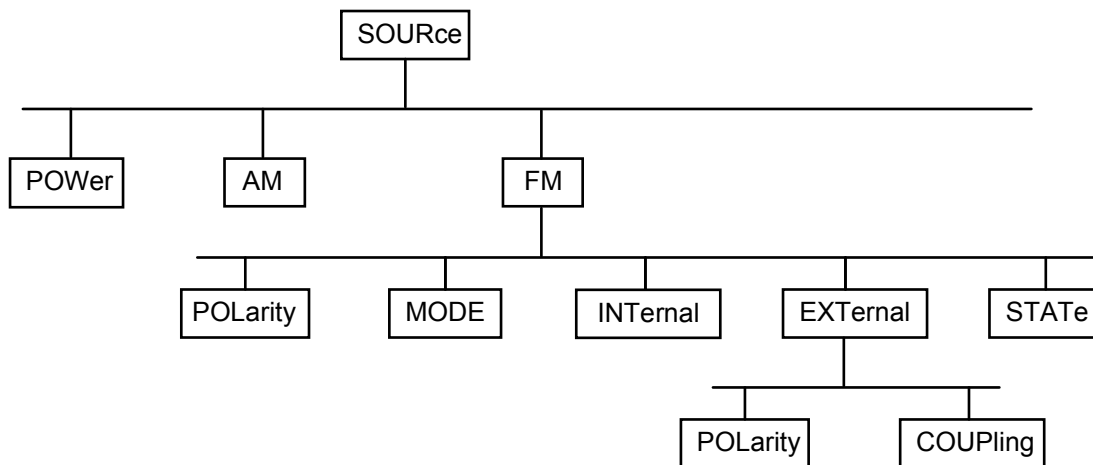 SOURce
POWer AM FM
POLarity MODE INTernal EXTernal STATe
POLarity COUPling